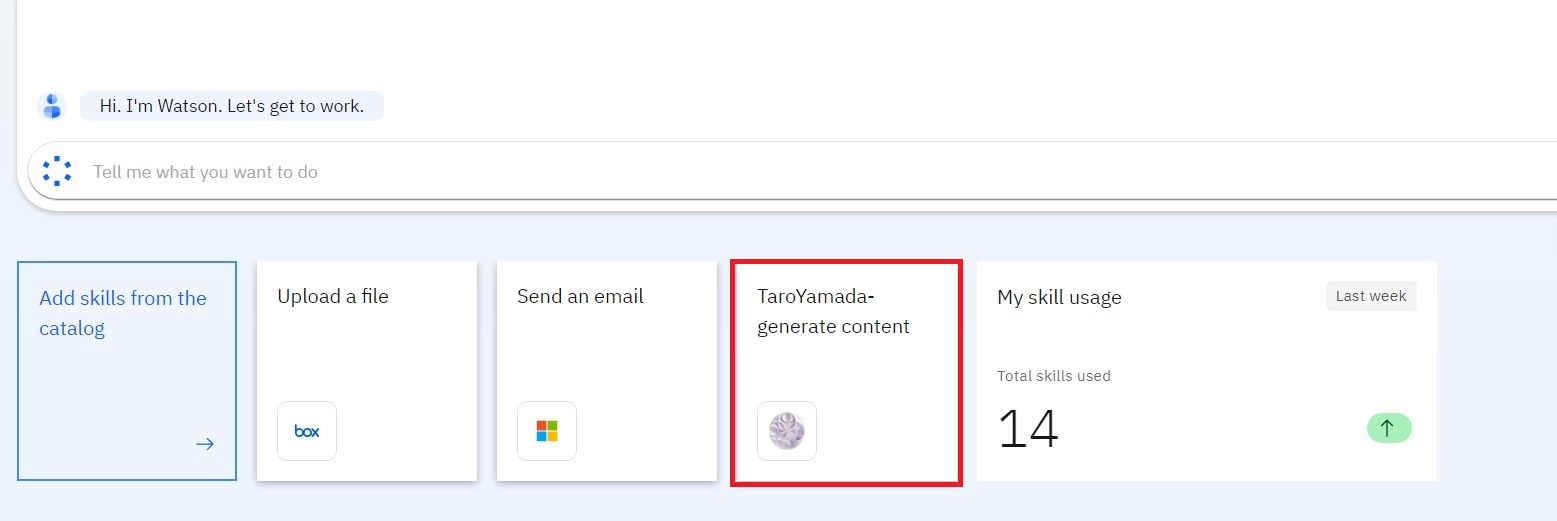 Hi. I'm Watson. Let's get to work.
Tell me what you want to do
Add skills from the
catalog
Upload a file
box
Send an email
TaroYamada-
generate content
My skill usage
Last week
Total skills used
14